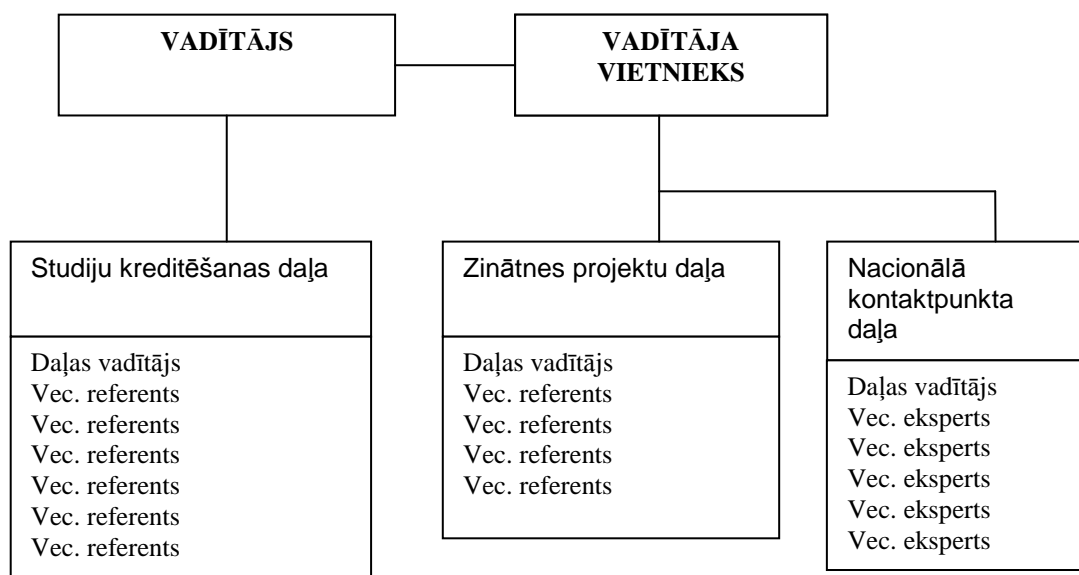 VADĪTĀJS
VADĪTĀJA
VIETNIEKS
Studiju kreditēšanas daļa
Daļas vadītājs
Vec. referents
Vec. referents
Vec. referents
Vec. referents
Vec. referents
Vec. referents
Zinātnes projektu daļa
Daļas vadītājs
Vec. referents
Vec. referents
Vec. referents
Vec. referents
Nacionālā
kontaktpunkta
daļa
Daļas vadītājs
Vec. eksperts
Vec. eksperts
Vec. eksperts
Vec. eksperts
Vec. eksperts